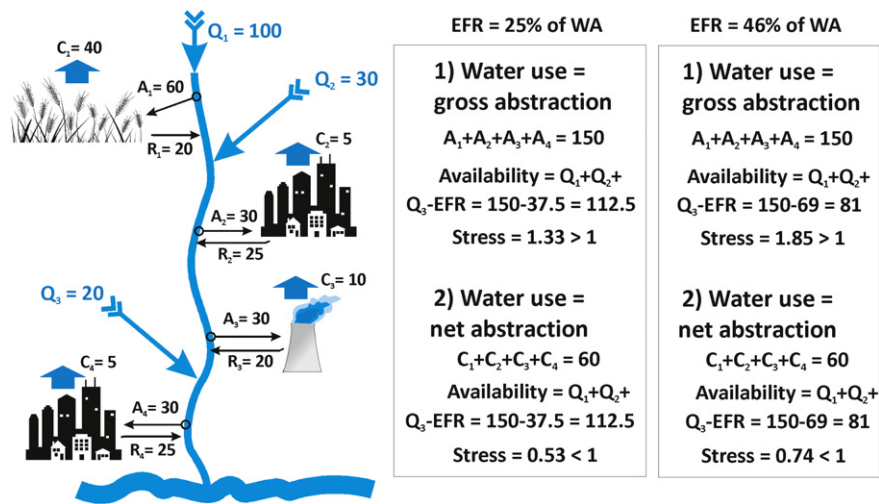 Q₁ = 100
C₁= 40
A₁= 60
Q₂ = 30
R₁= 20
C₂= 5
A₂= 30
R₂= 25
C₃= 10
Q₃ = 20
A₃= 30
R₃= 20
C₄= 5
A₄= 30
R₄= 25
EFR = 25% of WA
1) Water use =
gross abstraction
A₁+A₂+A₃+A₄ = 150
Availability = Q₁+Q₂+
Q₃-EFR = 150-37.5 = 112.5
Stress = 1.33 > 1
2) Water use =
net abstraction
C₁+C₂+C₃+C₄ = 60
Availability = Q₁+Q₂+
Q₃-EFR = 150-37.5 = 112.5
Stress = 0.53 < 1
EFR = 46% of WA
1) Water use =
gross abstraction
A₁+A₂+A₃+A₄ = 150
Availability = Q₁+Q₂+
Q₃-EFR = 150-69 = 81
Stress = 1.85 > 1
2) Water use =
net abstraction
C₁+C₂+C₃+C₄ = 60
Availability = Q₁+Q₂+
Q₃-EFR = 150-69 = 81
Stress = 0.74 < 1